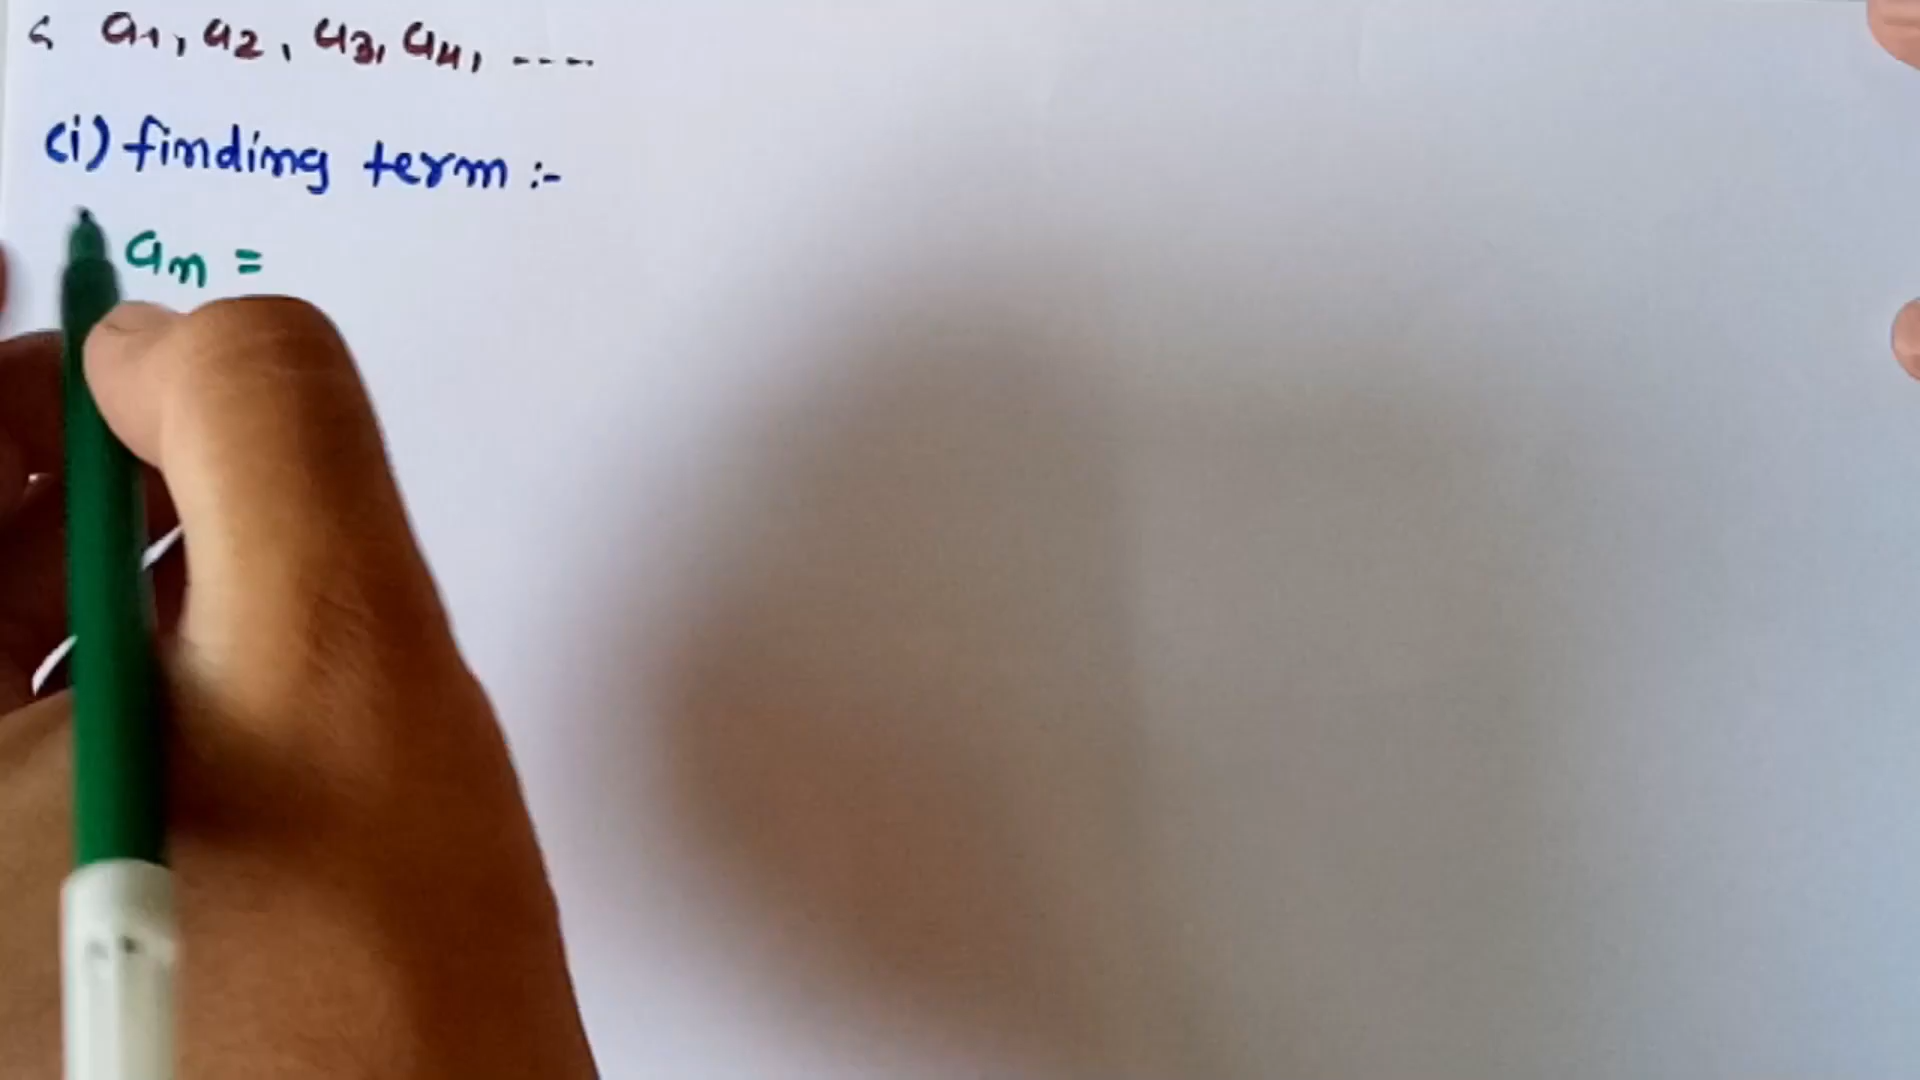 a1, a2, a3, a4, ----
(i) finding term :-
an =